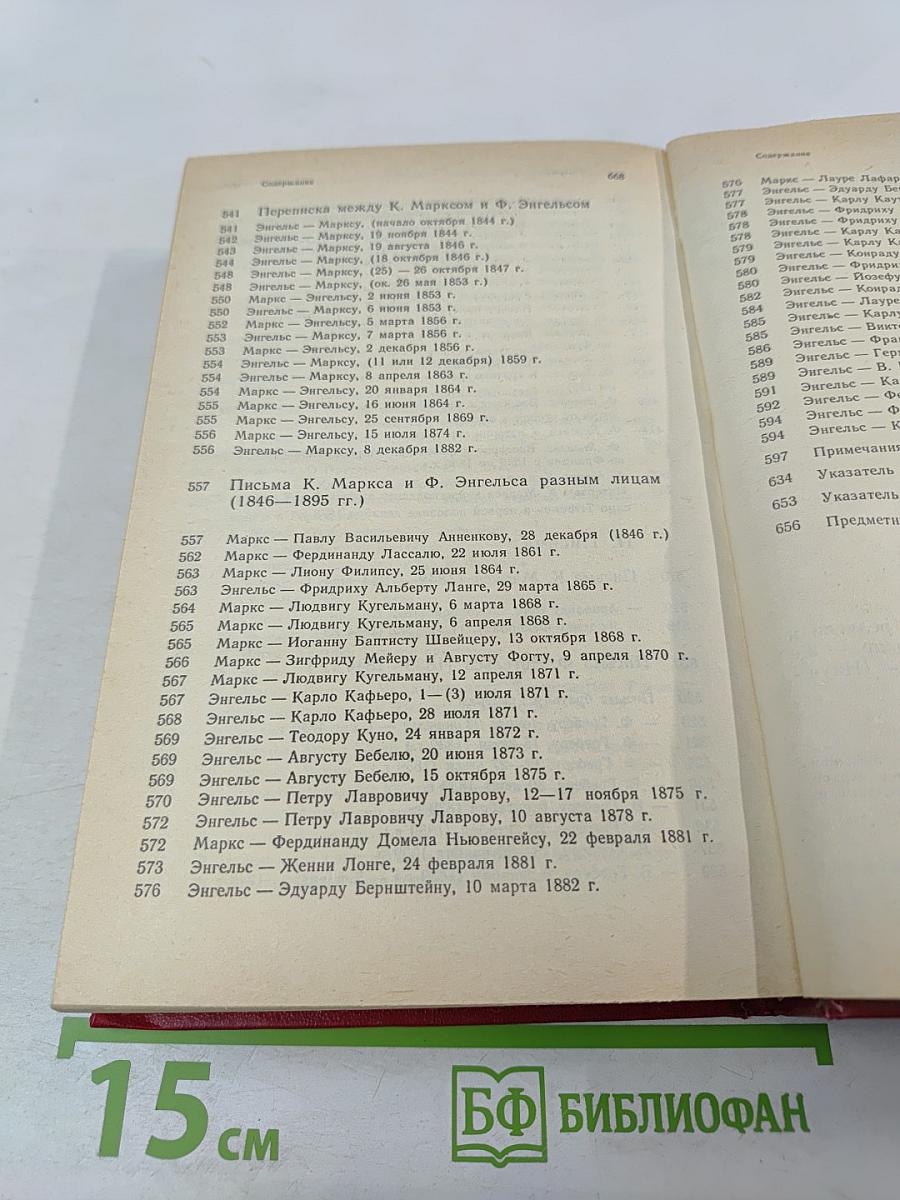 Содержание
668
541 Переписка между К. Марксом и Ф. Энгельсом
541 Энгельс — Марксу, (начало октября 1844 г.)
542 Энгельс — Марксу, 19 ноября 1844 г.
543 Энгельс — Марксу, 19 августа 1846 г.
544 Энгельс — Марксу, (18 октября 1846 г.)
548 Энгельс — Марксу, (25) — 26 октября 1847 г.
548 Энгельс — Марксу, (ок. 26 мая 1853 г.)
550 Маркс — Энгельсу, 2 июня 1853 г.
550 Энгельс — Марксу, 6 июня 1853 г.
552 Маркс — Энгельсу, 5 марта 1856 г.
553 Энгельс — Марксу, 7 марта 1856 г.
553 Маркс — Энгельсу, 2 декабря 1856 г.
554 Энгельс — Марксу, (11 или 12 декабря) 1859 г.
554 Энгельс — Марксу, 8 апреля 1863 г.
554 Маркс — Энгельсу, 20 января 1864 г.
555 Маркс — Энгельсу, 16 июня 1864 г.
555 Маркс — Энгельсу, 25 сентября 1869 г.
556 Маркс — Энгельсу, 15 июля 1874 г.
556 Энгельс — Марксу, 8 декабря 1882 г.
557 Письма К. Маркса и Ф. Энгельса разным лицам
(1846—1895 гг.)
557 Маркс — Павлу Васильевичу Анненкову, 28 декабря (1846 г.)
562 Маркс — Фердинанду Лассалю, 22 июля 1861 г.
563 Маркс — Лиону Филипсу, 25 июня 1864 г.
563 Энгельс — Фридриху Альберту Ланге, 29 марта 1865 г.
564 Маркс — Людвигу Кугельману, 6 марта 1868 г.
565 Маркс — Людвигу Кугельману, 6 апреля 1868 г.
565 Маркс — Иоганну Баптисту Швейцеру, 13 октября 1868 г.
566 Маркс — Зигфриду Мейеру и Августу Фогту, 9 апреля 1870 г.
567 Маркс — Людвигу Кугельману, 12 апреля 1871 г.
567 Энгельс — Карло Кафьеро, 1—(3) июля 1871 г.
568 Энгельс — Карло Кафьеро, 28 июля 1871 г.
569 Энгельс — Теодору Куно, 24 января 1872 г.
569 Энгельс — Августу Бебелю, 20 июня 1873 г.
569 Энгельс — Августу Бебелю, 15 октября 1875 г.
570 Энгельс — Петру Лавровичу Лаврову, 12—17 ноября 1875 г.
572 Энгельс — Петру Лавровичу Лаврову, 10 августа 1878 г.
572 Маркс — Фердинанду Домела Ньювенгейсу, 22 февраля 1881 г.
573 Энгельс — Женни Лонге, 24 февраля 1881 г.
576 Энгельс — Эдуарду Бернштейну, 10 марта 1882 г.
Содержание
576 Маркс — Лауре Лафар
577 Энгельс — Эдуарду Бе
577 Энгельс — Карлу Каут
578 Энгельс — Фридриху
578 Энгельс — Фридриху
578 Энгельс — Карлу Ка
579 Энгельс — Карлу Ка
579 Энгельс — Конраду
580 Энгельс — Фридри
580 Энгельс — Йозефу
582 Энгельс — Конрад
584 Энгельс — Лауре
585 Энгельс — Карлу
585 Энгельс — Викто
586 Энгельс — Фран
589 Энгельс — Гер
589 Энгельс — В.
591 Энгельс — Ка
592 Энгельс — Фе
594 Энгельс — Ф
594 Энгельс — К
597 Примечания
634 Указатель
653 Указатель
656 Предметн
15 см
БФ БИБЛИОФАН